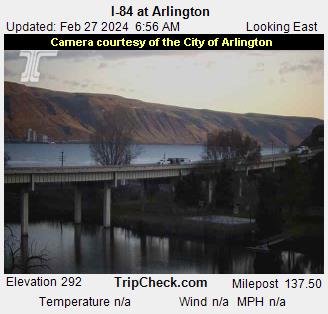 I-84 at Arlington
Updated: Feb 27 2024 6:56 AM Looking East
Camera courtesy of the City of Arlington
Elevation 292 TripCheck.com Milepost 137.50
Temperature n/a Wind n/a MPH n/a